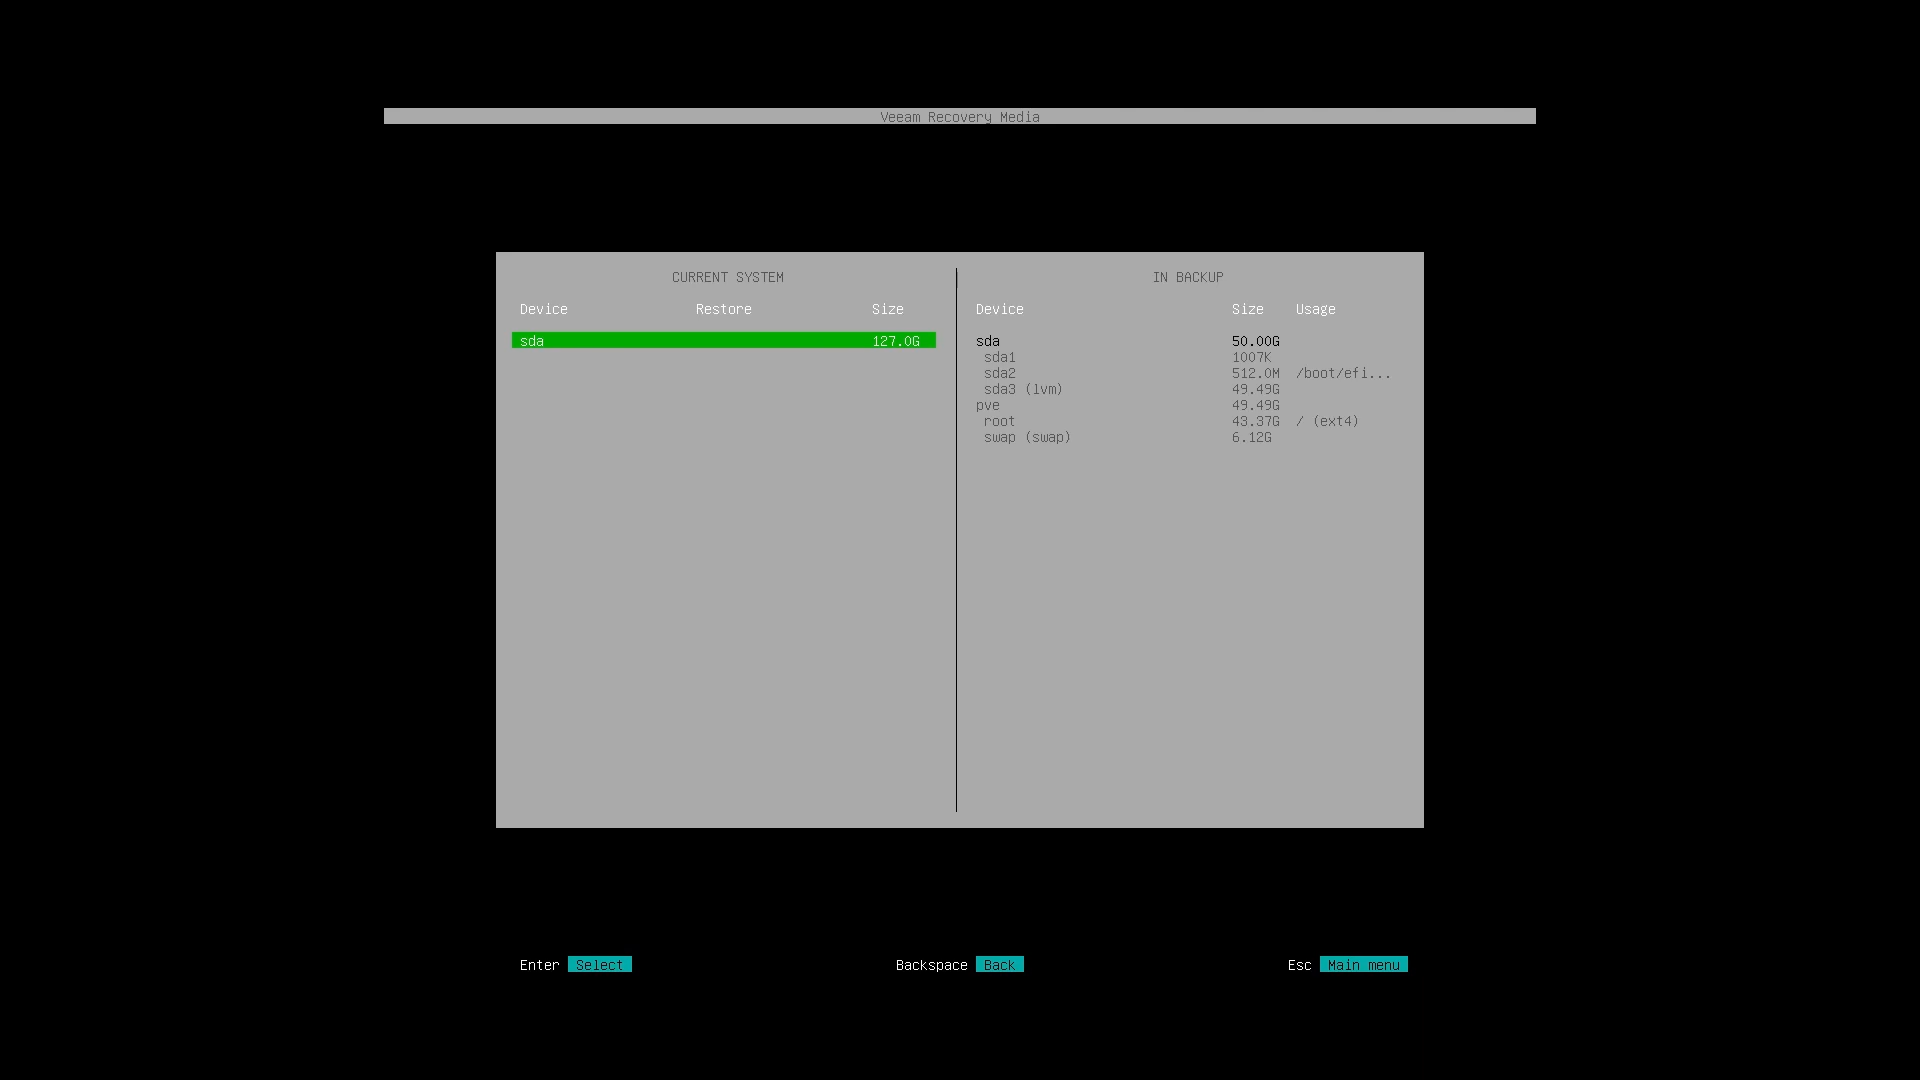 Veeam Recovery Media
CURRENT SYSTEM
Device Restore Size
sda 127.0G
IN BACKUP
Device Size Usage
sda 50.00G
sda1 1007K
sda2 512.0M /boot/efi...
sda3 (lvm) 49.49G
pve 49.49G
root 43.37G / (ext4)
swap (swap) 6.12G
Enter Select Backspace Back Esc Main menu